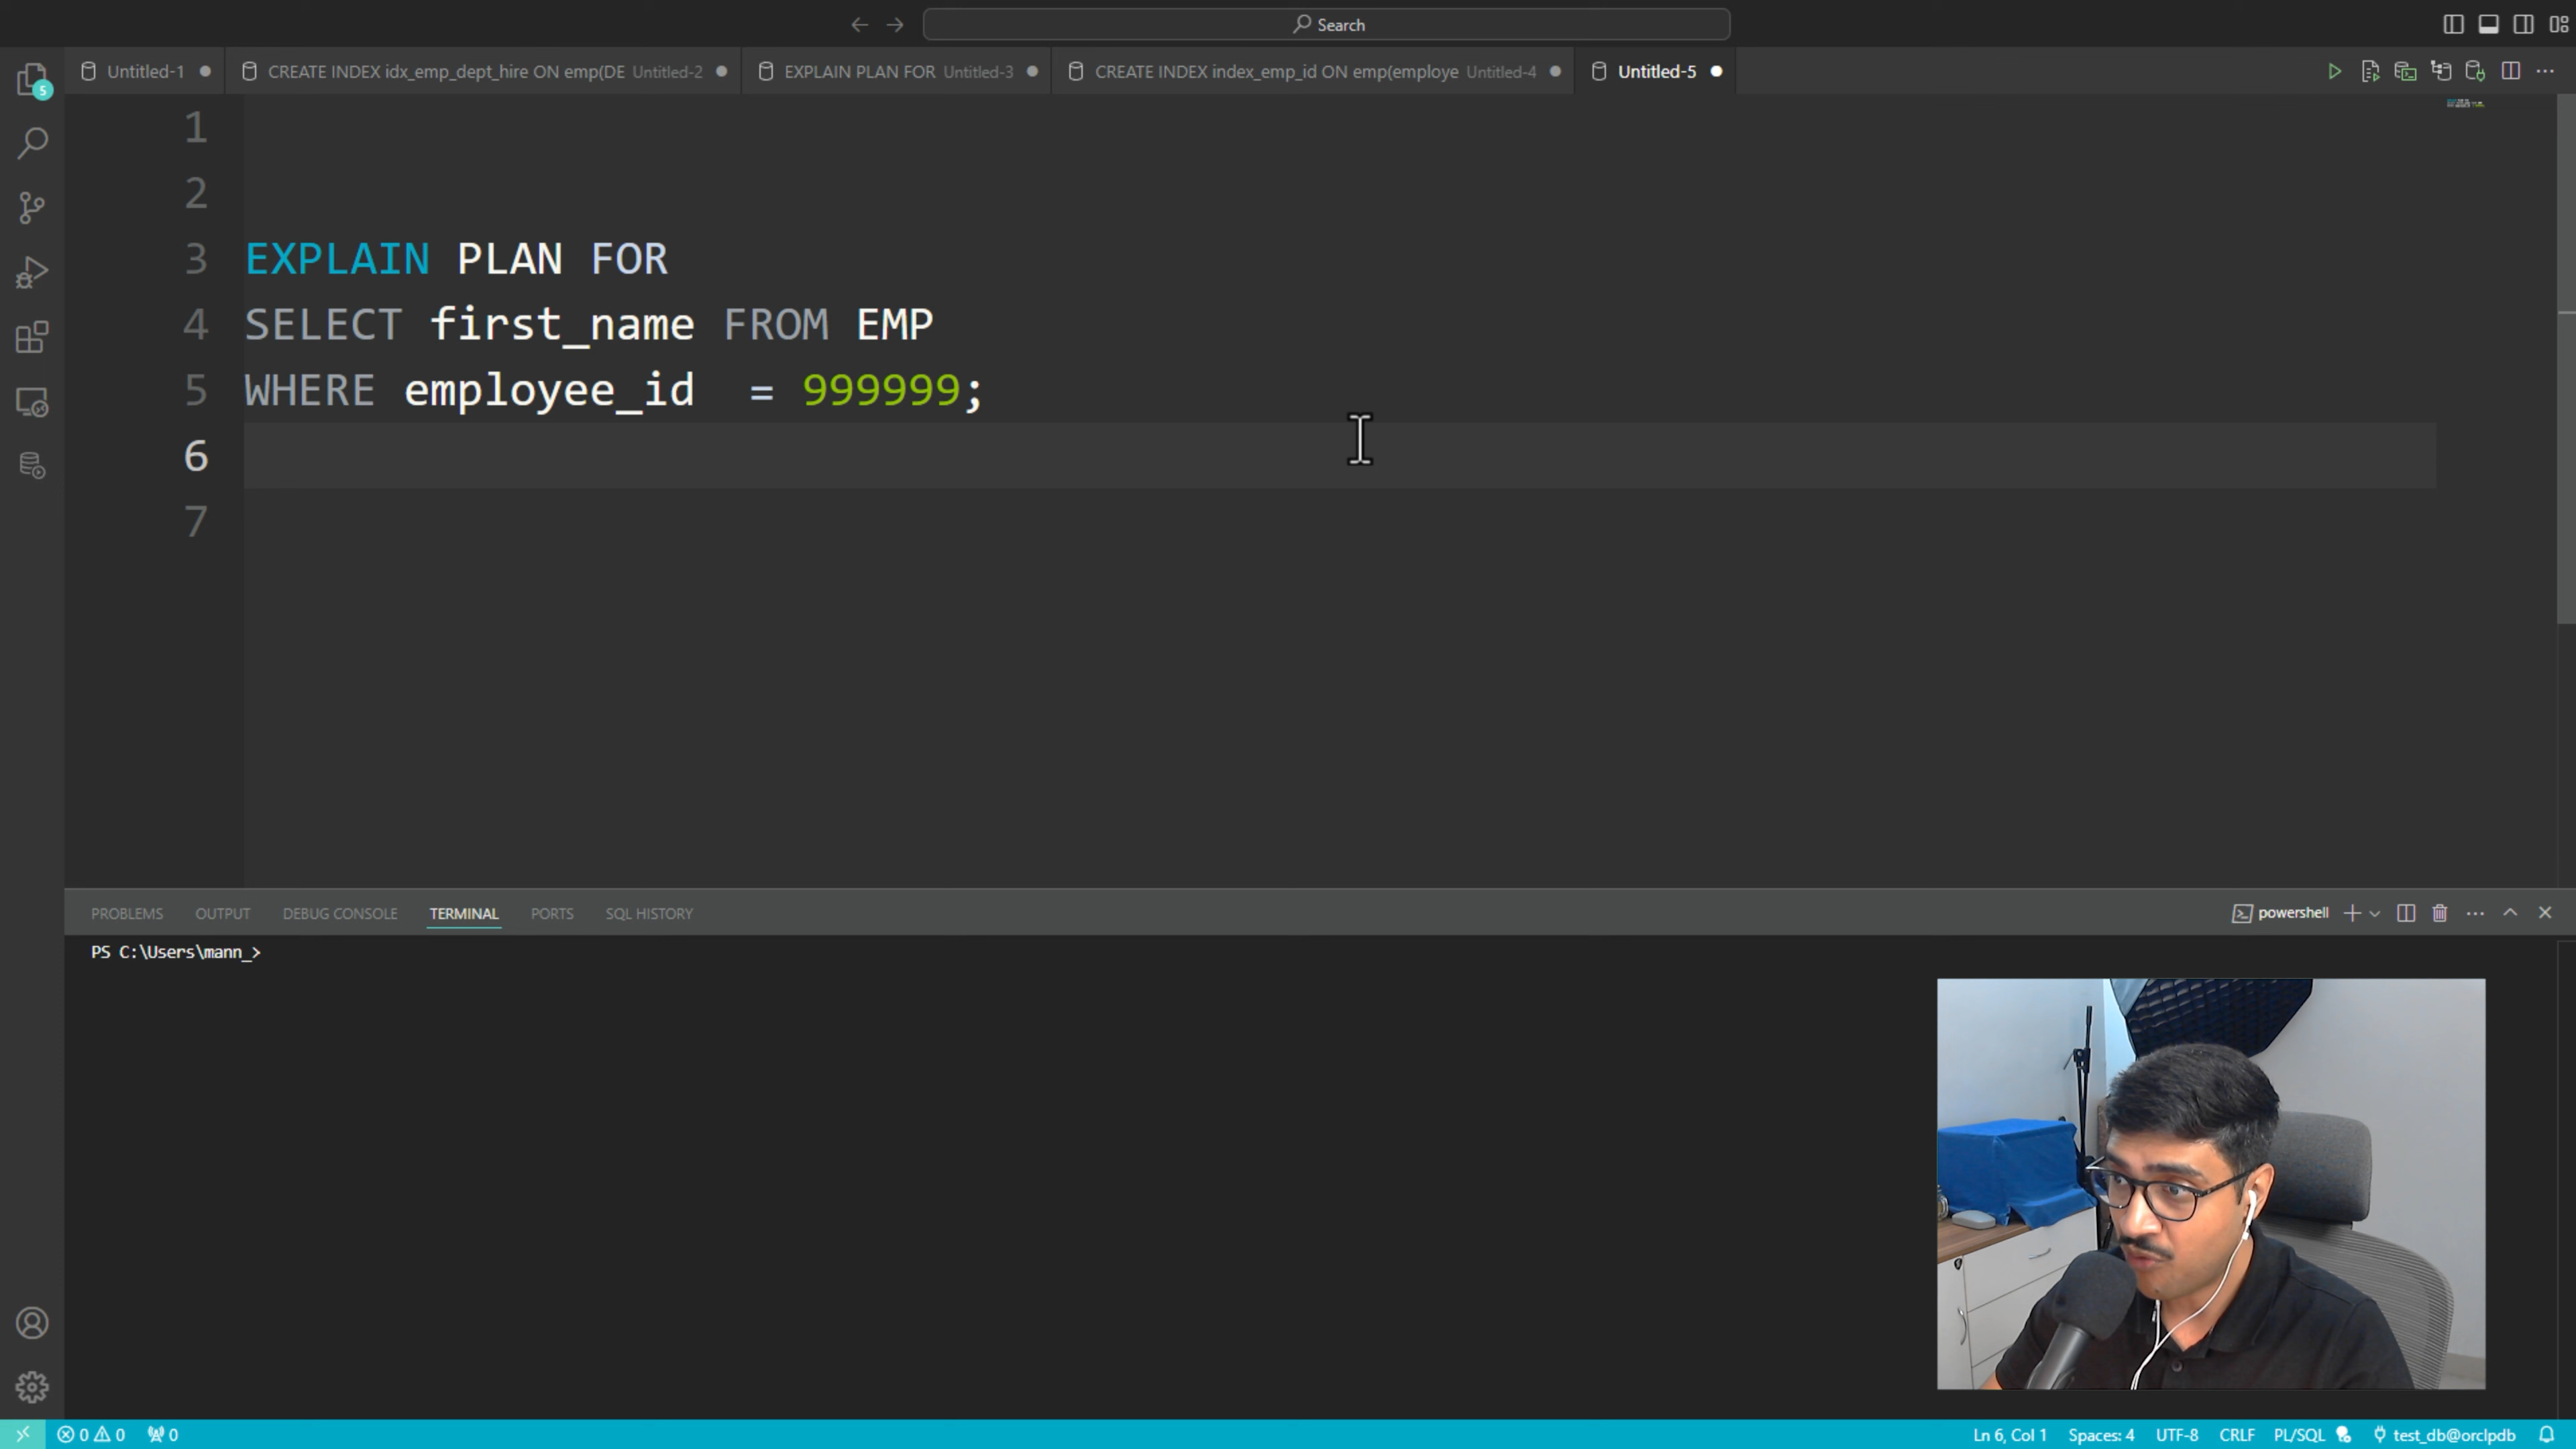 Search
Untitled-1
CREATE INDEX idx_emp_dept_hire ON emp(DE Untitled-2
EXPLAIN PLAN FOR Untitled-3
CREATE INDEX index_emp_id ON emp(employe Untitled-4
Untitled-5
5
1
2
3 EXPLAIN PLAN FOR
4 SELECT first_name FROM EMP
5 WHERE employee_id = 999999;
6
7
PROBLEMS OUTPUT DEBUG CONSOLE TERMINAL PORTS SQL HISTORY
powershell
PS C:\Users\mann_>
0 0 0
Ln 6, Col 1 Spaces: 4 UTF-8 CRLF PL/SQL test_db@orclpdb